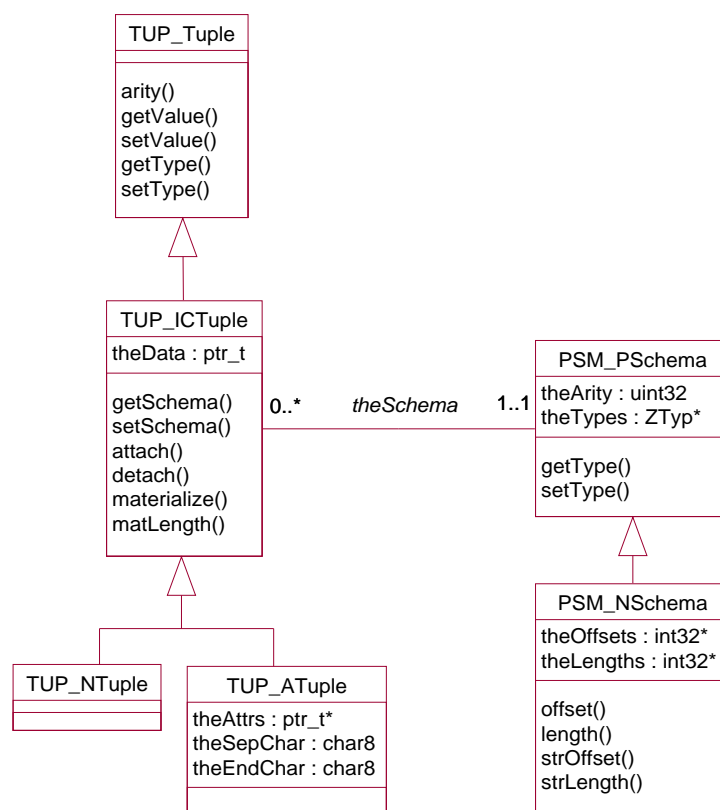 TUP_Tuple
arity()
getValue()
setValue()
getType()
setType()
TUP_ICTuple
theData : ptr_t
getSchema()
setSchema()
attach()
detach()
materialize()
matLength()
0..*
theSchema
1..1
PSM_PSchema
theArity : uint32
theTypes : ZTyp*
getType()
setType()
TUP_NTuple
TUP_ATuple
theAttrs : ptr_t*
theSepChar : char8
theEndChar : char8
PSM_NSchema
theOffsets : int32*
theLengths : int32*
offset()
length()
strOffset()
strLength()